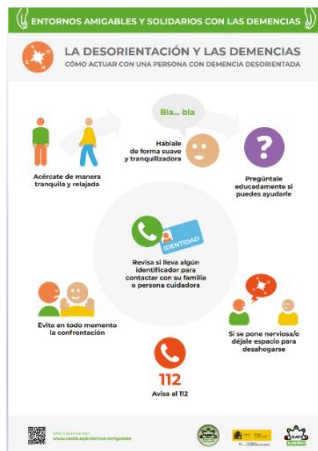 ENTORNOS AMIGABLES Y SOLIDARIOS CON LAS DEMENCIAS
LA DESORIENTACIÓN Y LAS DEMENCIAS
CÓMO ACTUAR CON UNA PERSONA CON DEMENCIA DESORIENTADA
Acércate de manera
tranquila y relajada
Bla... bla
Háblale
de forma suave
y tranquilizadora
?
Pregúntale
educadamente si
puedes ayudarle
IDENTIDAD
Revisa si lleva algún
identificador para
contactar con su familia
o persona cuidadora
Evita en todo momento
la confrontación
Si se pone nerviosa/o
déjale espacio para
desahogarse
112
Avisa al 112